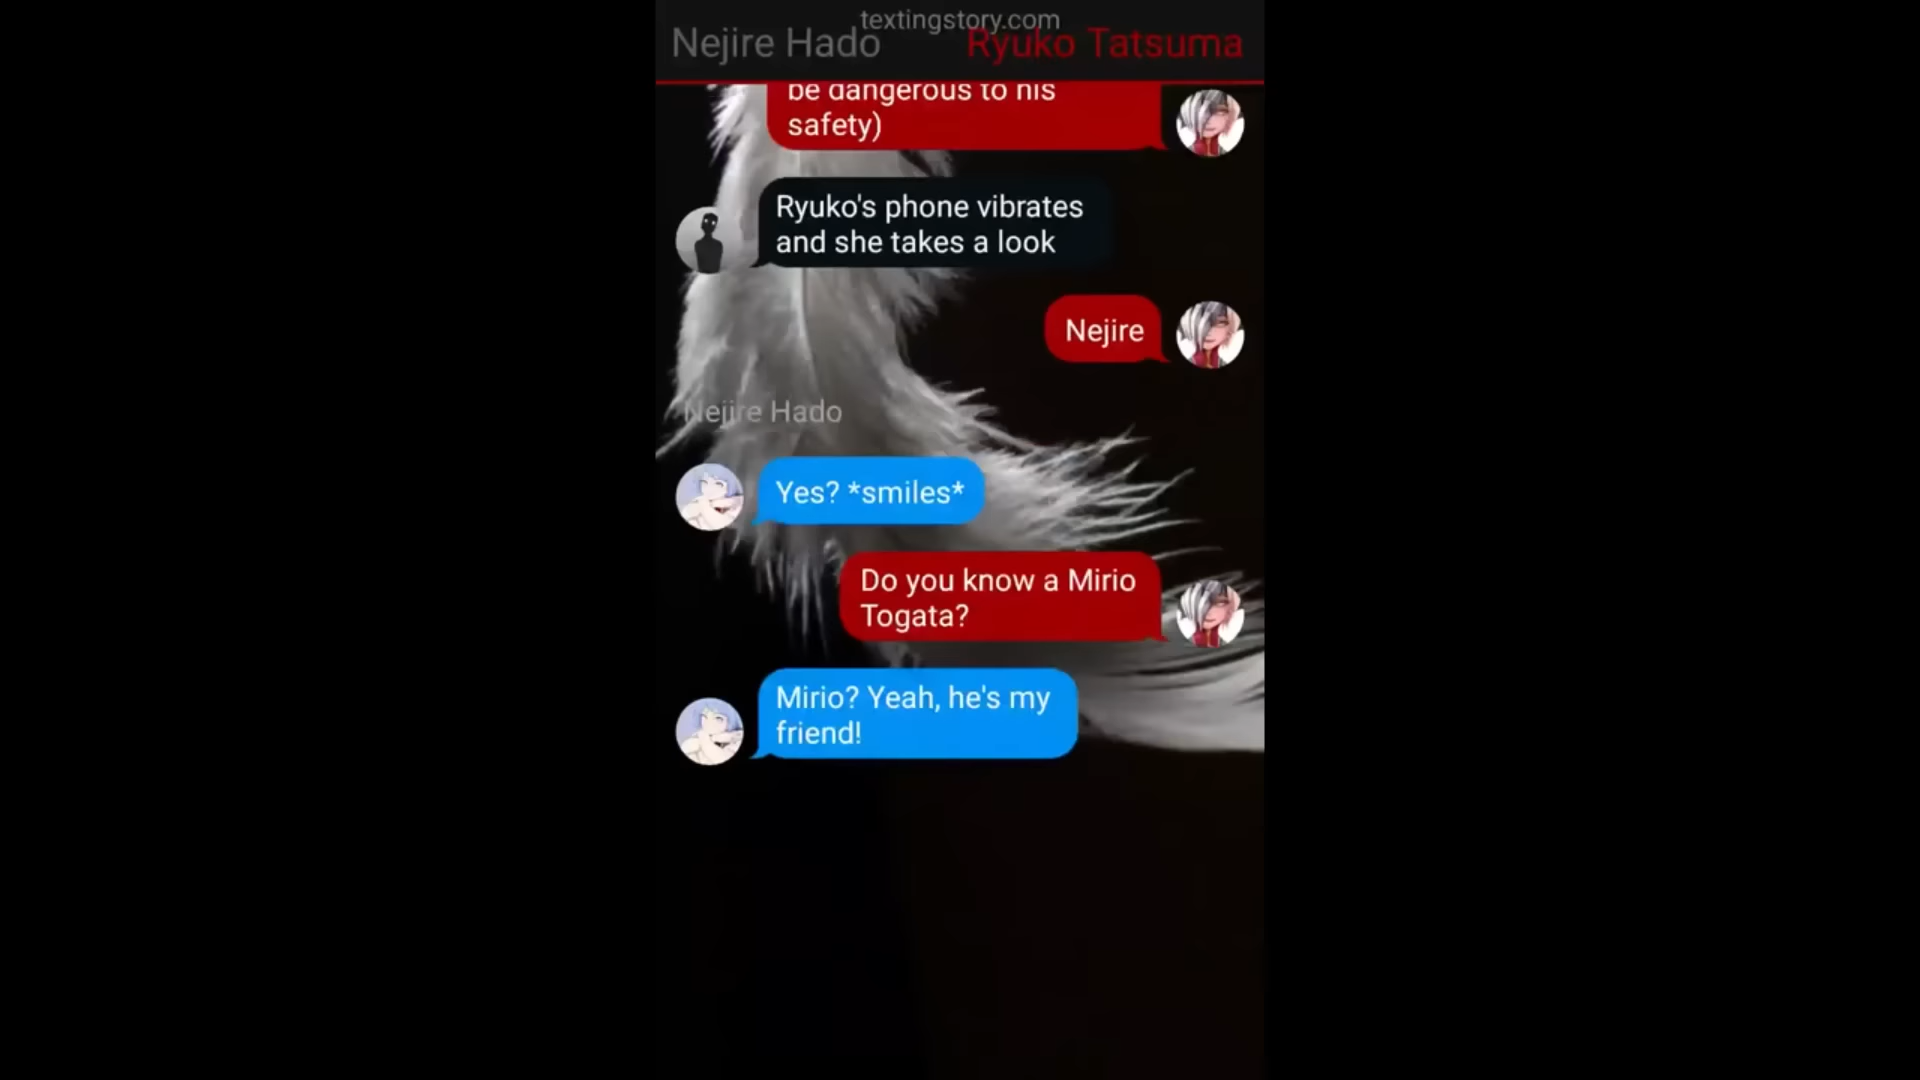 textingstory.com
Nejire Hado
Ryuko Tatsuma
be dangerous to his
safety)
Ryuko's phone vibrates
and she takes a look
Nejire
Nejire Hado
Yes? *smiles*
Do you know a Mirio
Togata?
Mirio? Yeah, he's my
friend!